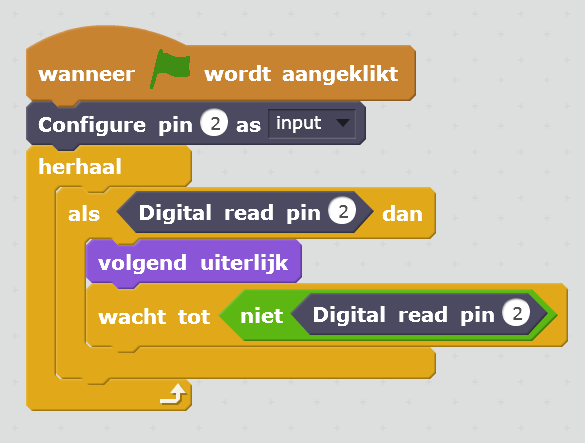 wanneer wordt aangeklikt
Configure pin 2 as input
herhaal
als Digital read pin 2 dan
volgend uiterlijk
wacht tot niet Digital read pin 2